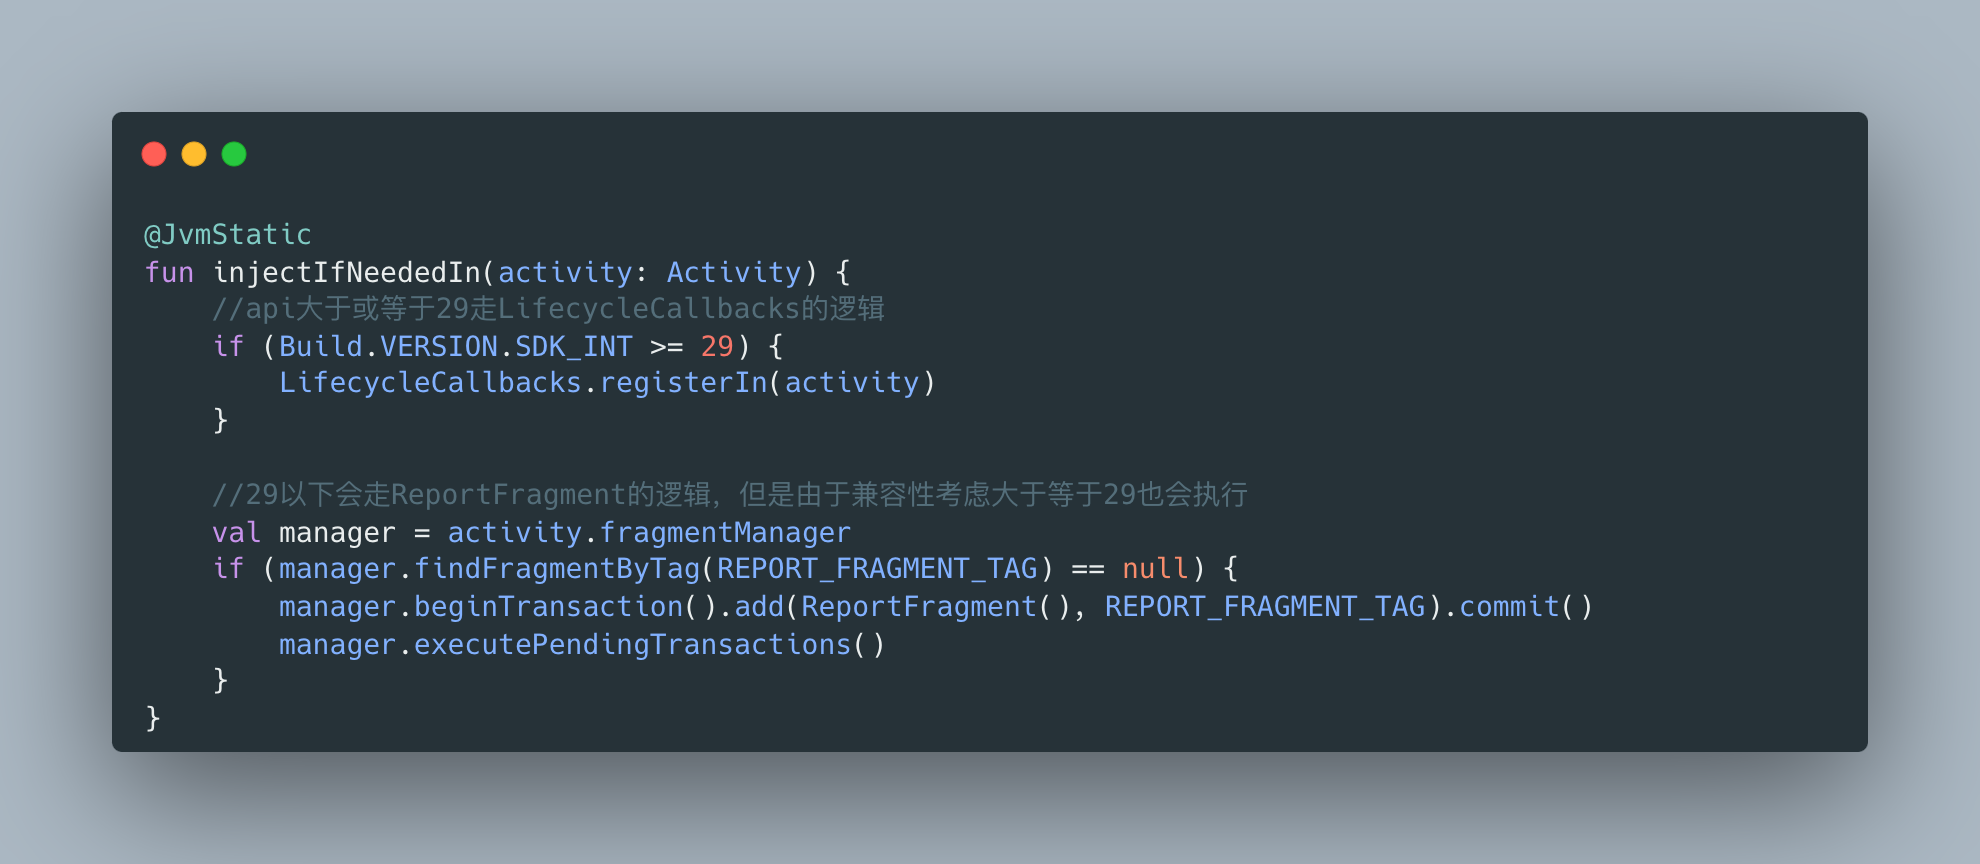 @JvmStatic
fun injectIfNeededIn(activity: Activity) {
    //api大于或等于29走LifecycleCallbacks的逻辑
    if (Build.VERSION.SDK_INT >= 29) {
        LifecycleCallbacks.registerIn(activity)
    }

    //29以下会走ReportFragment的逻辑，但是由于兼容性考虑大于等于29也会执行
    val manager = activity.fragmentManager
    if (manager.findFragmentByTag(REPORT_FRAGMENT_TAG) == null) {
        manager.beginTransaction().add(ReportFragment(), REPORT_FRAGMENT_TAG).commit()
        manager.executePendingTransactions()
    }
}